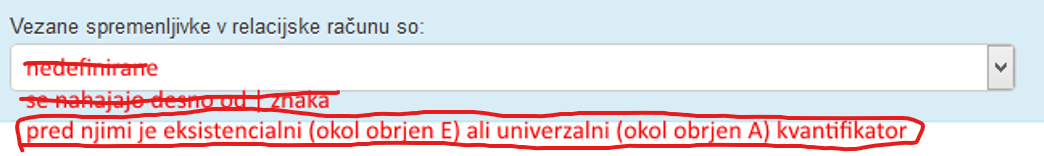 Vezane spremenljivke v relacijske računu so:
nedefinirane
se nahajajo desno od | znaka
pred njimi je eksistencialni (okol obrjen E) ali univerzalni (okol obrjen A) kvantifikator